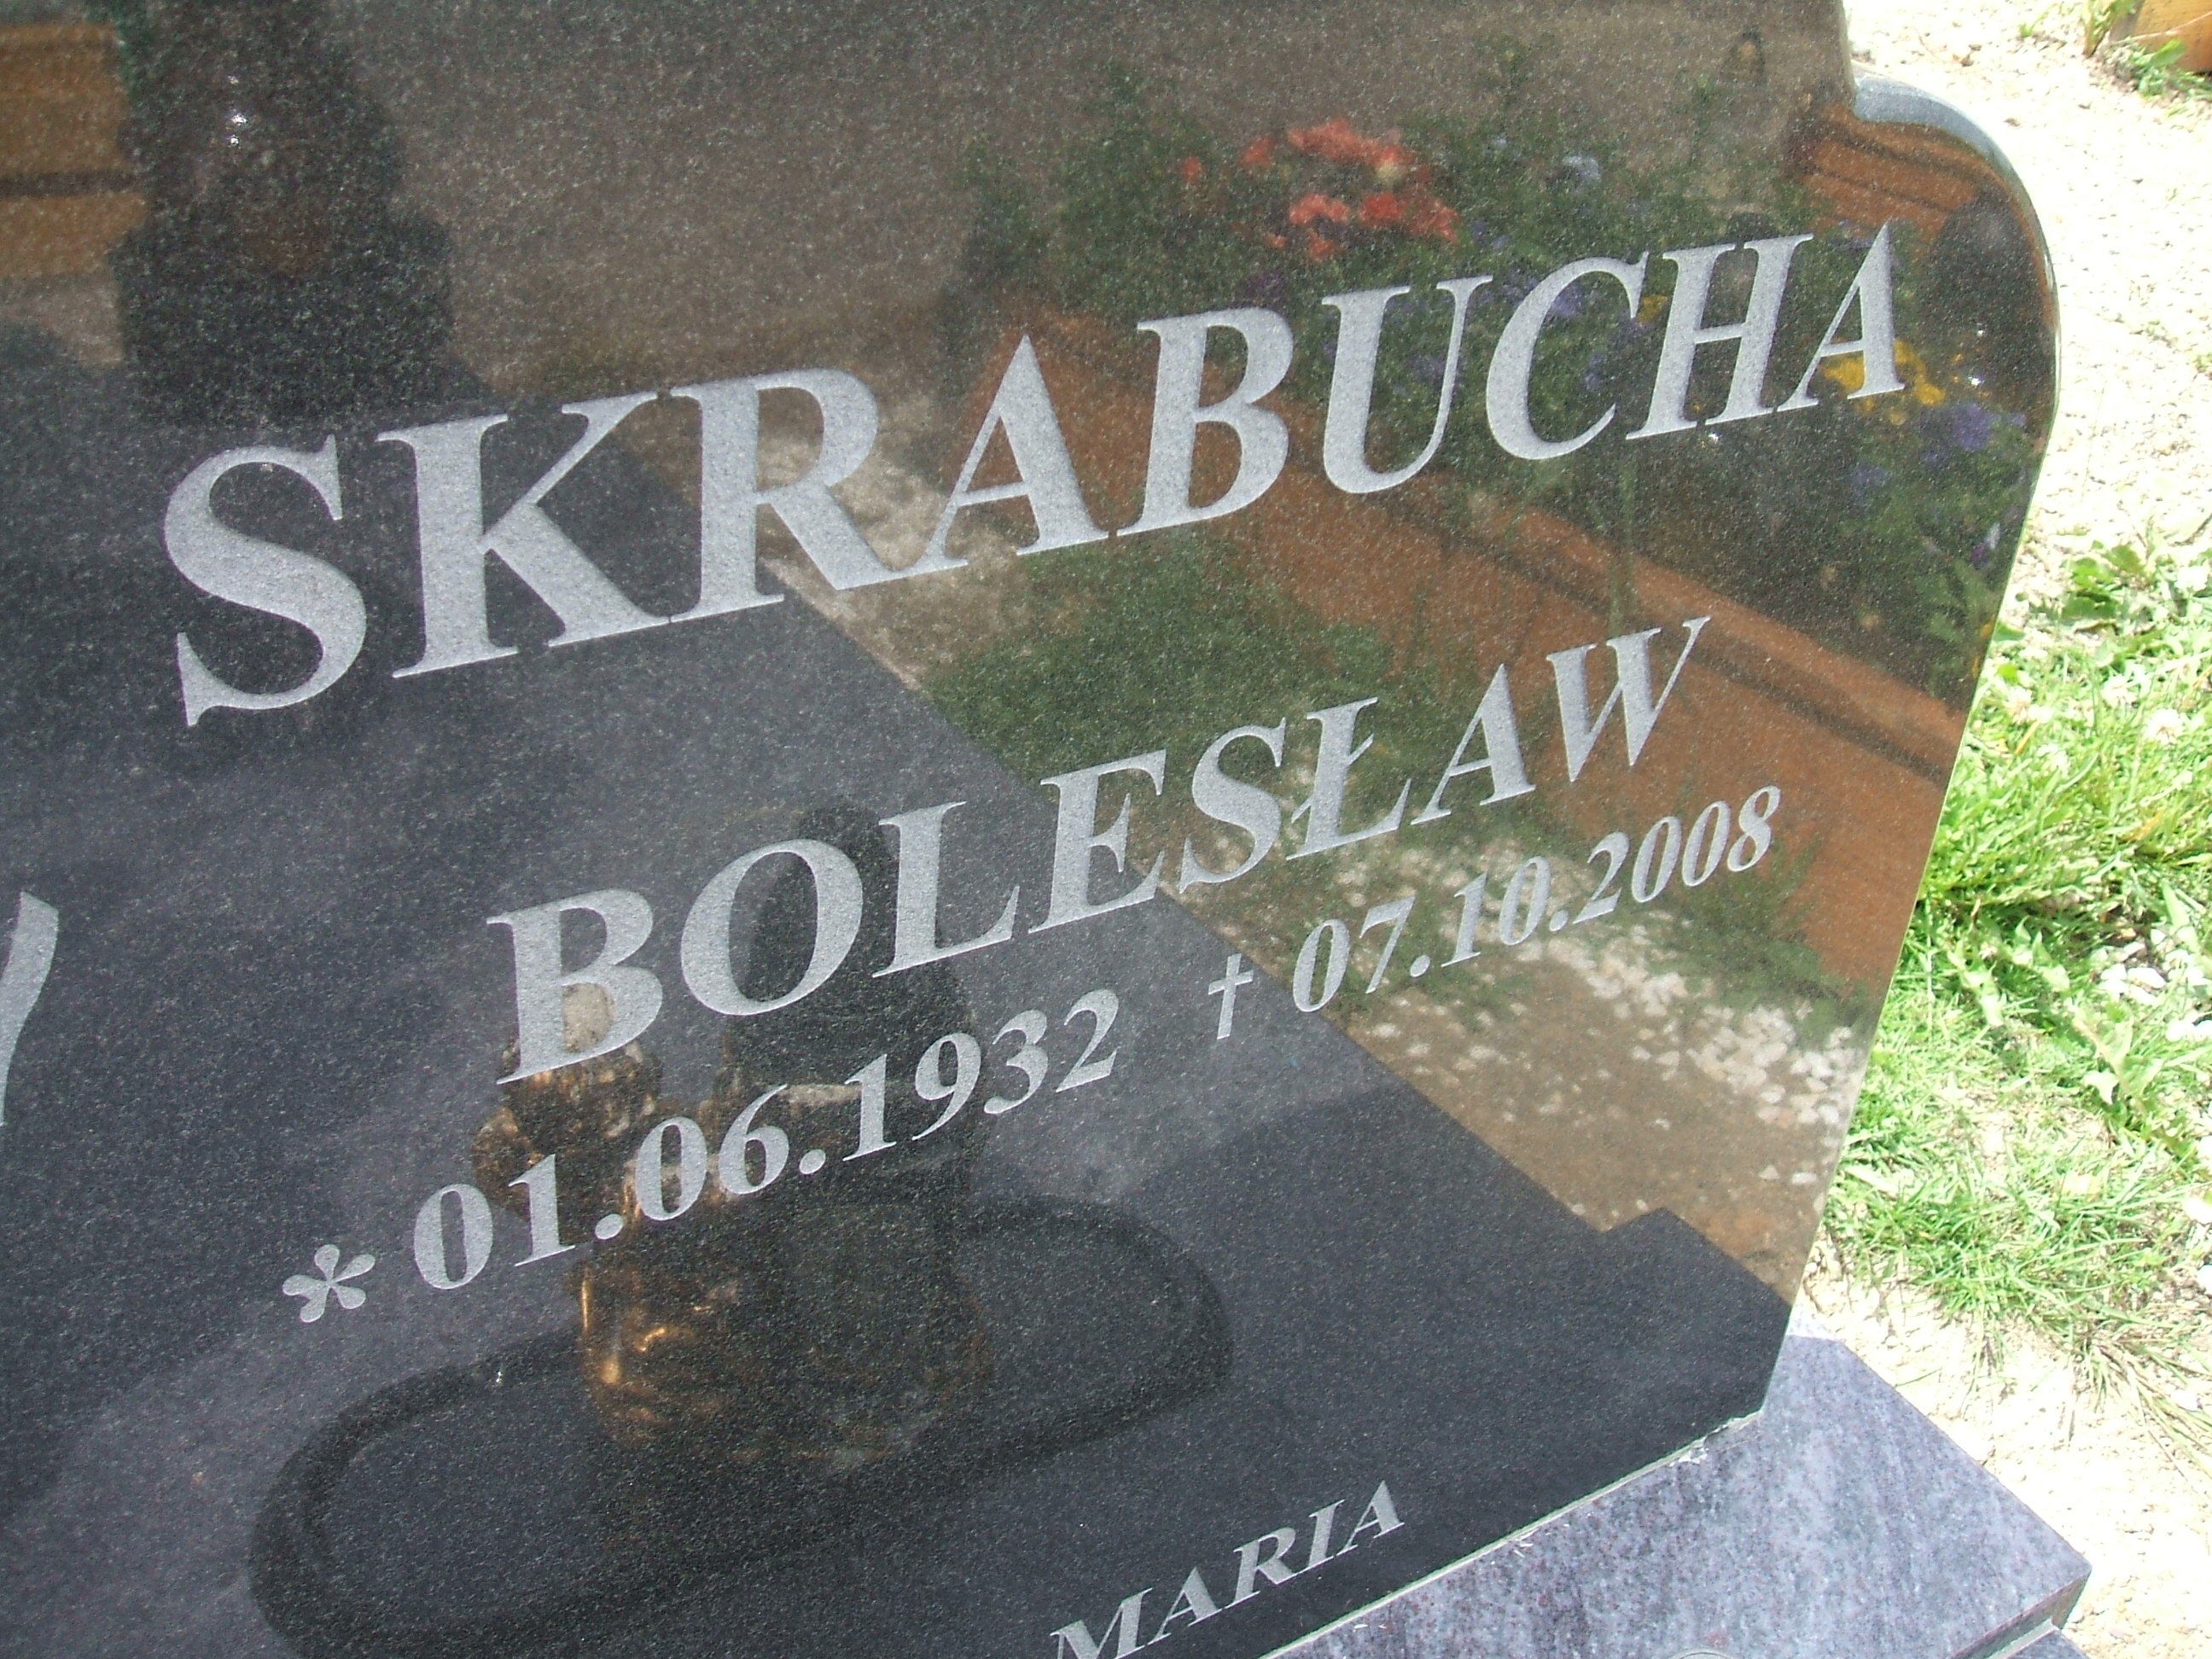 SKRABUCHA
BOLESŁAW
* 01.06.1932 † 07.10.2008
MARIA